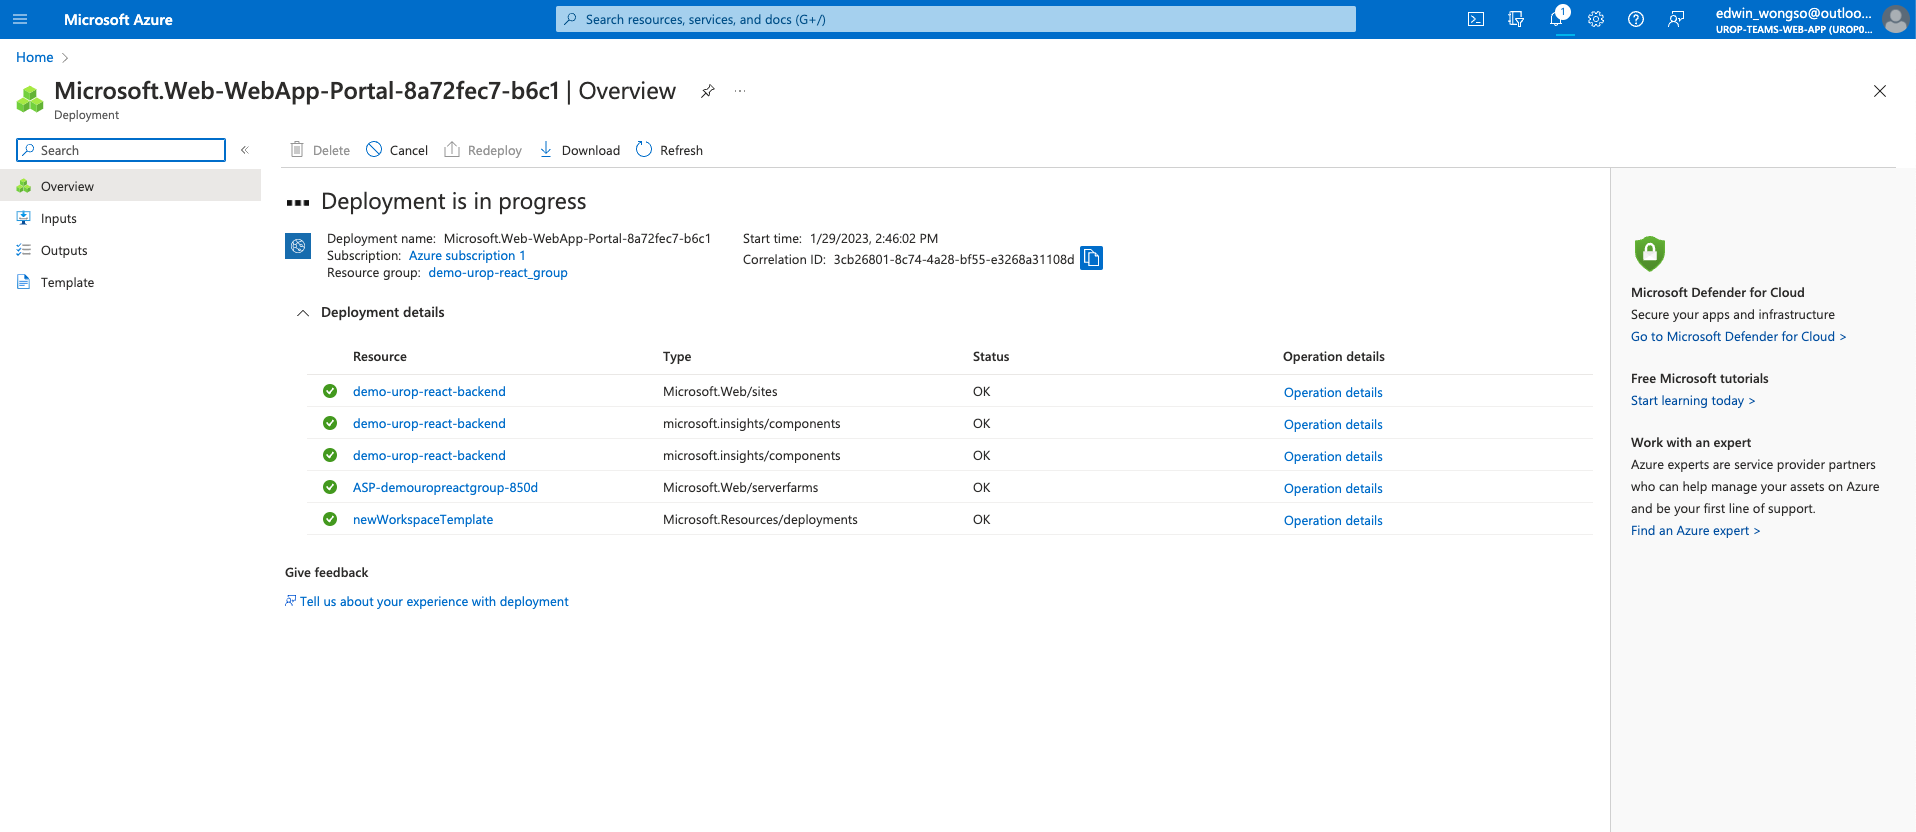 Microsoft Azure
Search resources, services, and docs (G+/)
1
edwin_wongso@outloo...
UROP-TEAMS-WEB-APP (UROP0...
Home
Microsoft.Web-WebApp-Portal-8a72fec7-b6c1 | Overview
Deployment
Search
Delete Cancel Redeploy Download Refresh
Overview
Inputs
Outputs
Template
Deployment is in progress
Deployment name: Microsoft.Web-WebApp-Portal-8a72fec7-b6c1
Subscription: Azure subscription 1
Resource group: demo-urop-react_group
Start time: 1/29/2023, 2:46:02 PM
Correlation ID: 3cb26801-8c74-4a28-bf55-e3268a31108d
Deployment details
Resource Type Status Operation details
demo-urop-react-backend Microsoft.Web/sites OK Operation details
demo-urop-react-backend microsoft.insights/components OK Operation details
demo-urop-react-backend microsoft.insights/components OK Operation details
ASP-demouropreactgroup-850d Microsoft.Web/serverfarms OK Operation details
newWorkspaceTemplate Microsoft.Resources/deployments OK Operation details
Give feedback
Tell us about your experience with deployment
Microsoft Defender for Cloud
Secure your apps and infrastructure
Go to Microsoft Defender for Cloud >
Free Microsoft tutorials
Start learning today >
Work with an expert
Azure experts are service provider partners
who can help manage your assets on Azure
and be your first line of support.
Find an Azure expert >